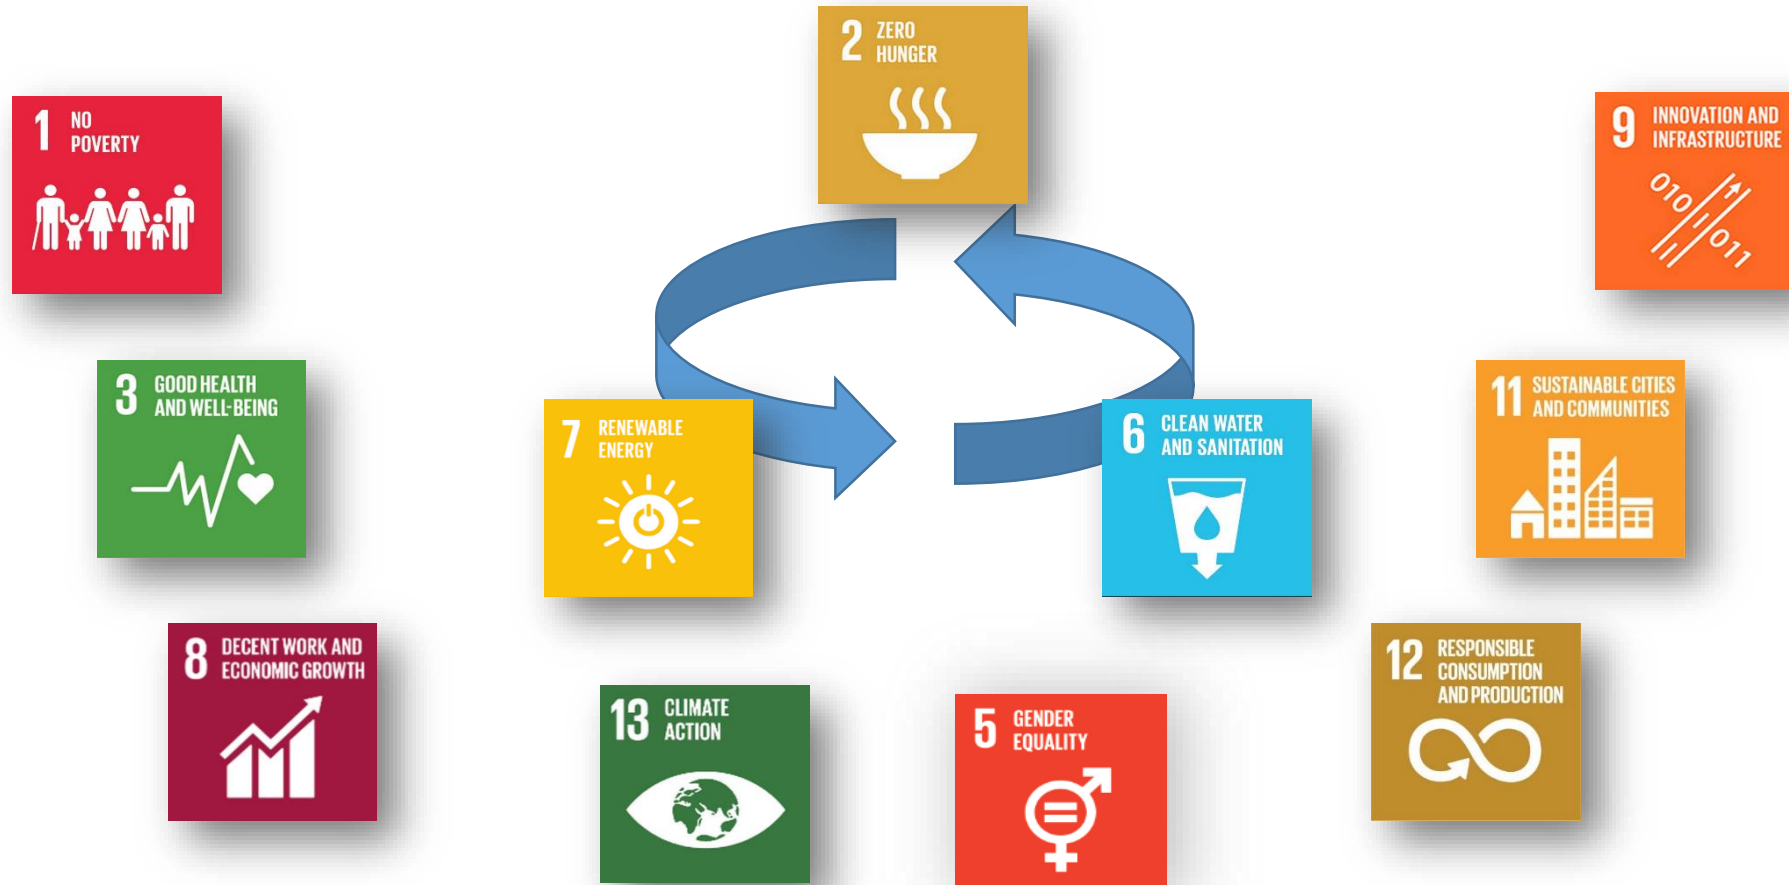 2 ZERO
HUNGER
1 NO
POVERTY
9 INNOVATION AND
INFRASTRUCTURE
010
011
3 GOOD HEALTH
AND WELL-BEING
7 RENEWABLE
ENERGY
6 CLEAN WATER
AND SANITATION
11 SUSTAINABLE CITIES
AND COMMUNITIES
8 DECENT WORK AND
ECONOMIC GROWTH
13 CLIMATE
ACTION
5 GENDER
EQUALITY
12 RESPONSIBLE
CONSUMPTION
AND PRODUCTION